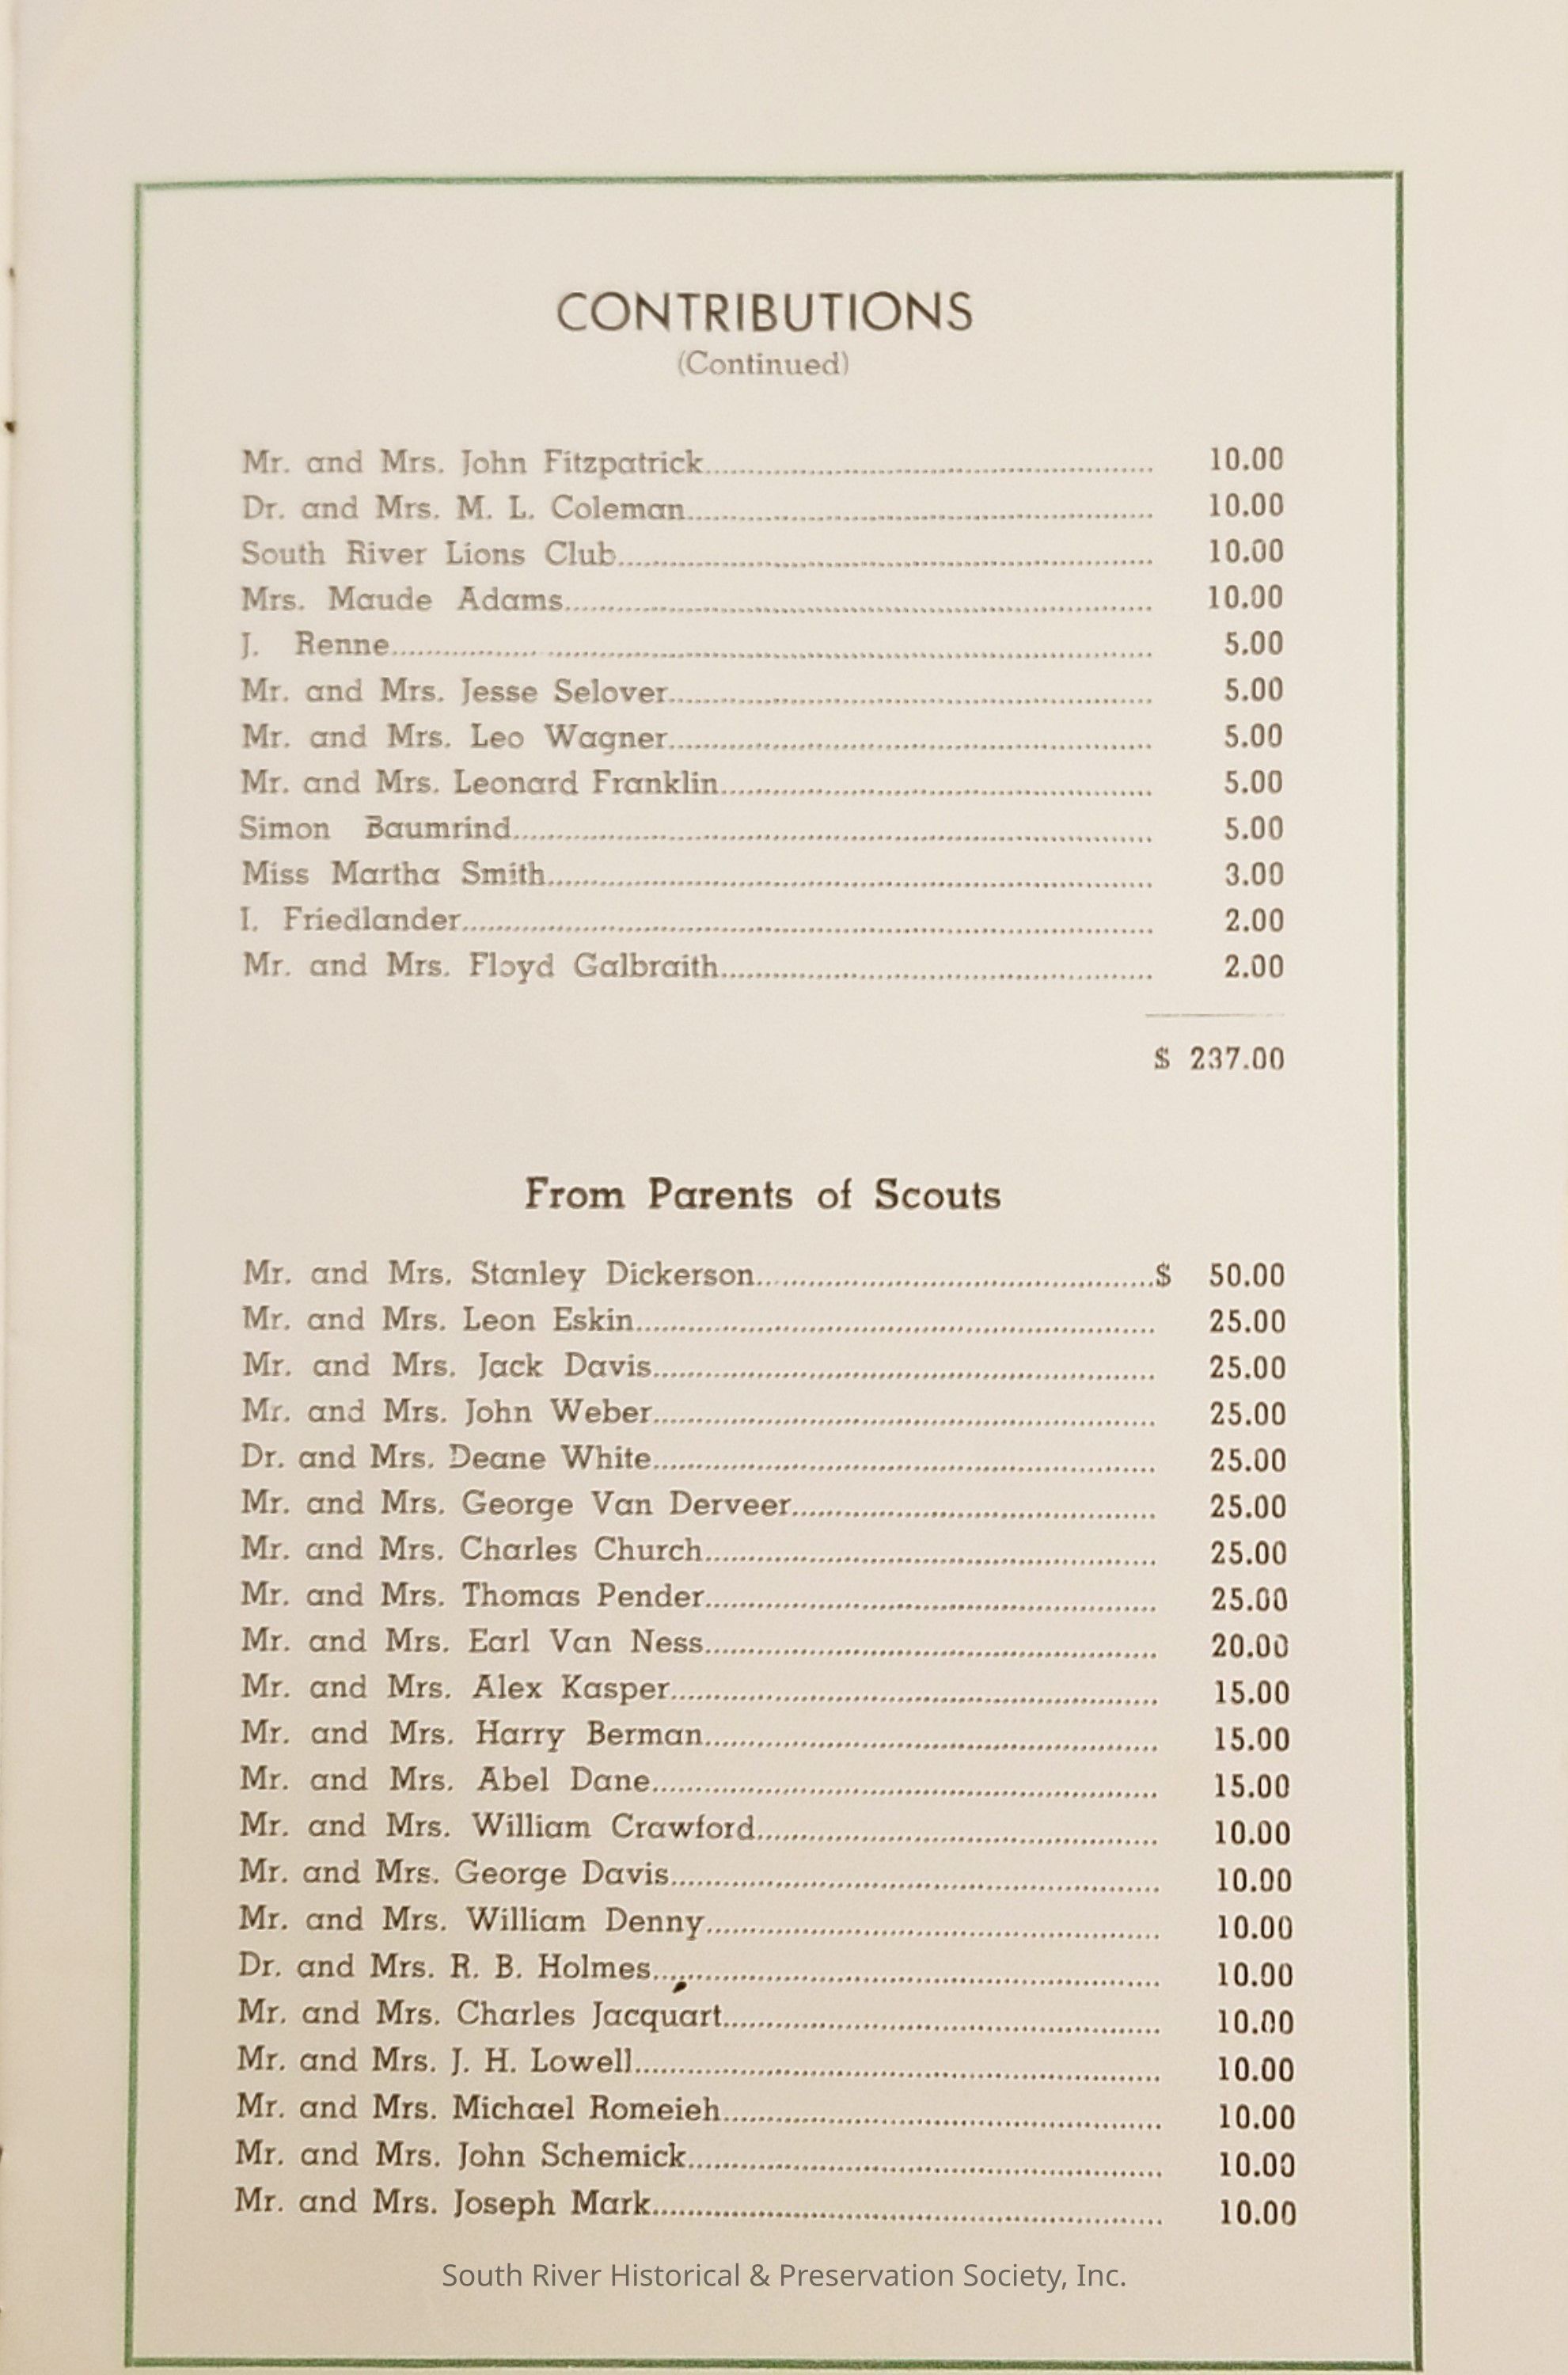 CONTRIBUTIONS
(Continued)
Mr. and Mrs. John Fitzpatrick 10.00
Dr. and Mrs. M. L. Coleman 10.00
South River Lions Club 10.00
Mrs. Maude Adams 10.00
J. Renne 5.00
Mr. and Mrs. Jesse Selover 5.00
Mr. and Mrs. Leo Wagner 5.00
Mr. and Mrs. Leonard Franklin 5.00
Simon Baumrind 5.00
Miss Martha Smith 3.00
I. Friedlander 2.00
Mr. and Mrs. Floyd Galbraith 2.00
$ 237.00
From Parents of Scouts
Mr. and Mrs. Stanley Dickerson $ 50.00
Mr. and Mrs. Leon Eskin 25.00
Mr. and Mrs. Jack Davis 25.00
Mr. and Mrs. John Weber 25.00
Dr. and Mrs. Deane White 25.00
Mr. and Mrs. George Van Derveer 25.00
Mr. and Mrs. Charles Church 25.00
Mr. and Mrs. Thomas Pender 25.00
Mr. and Mrs. Earl Van Ness 20.00
Mr. and Mrs. Alex Kasper 15.00
Mr. and Mrs. Harry Berman 15.00
Mr. and Mrs. Abel Dane 15.00
Mr. and Mrs. William Crawford 10.00
Mr. and Mrs. George Davis 10.00
Mr. and Mrs. William Denny 10.00
Dr. and Mrs. R. B. Holmes 10.00
Mr. and Mrs. Charles Jacquart 10.00
Mr. and Mrs. J. H. Lowell 10.00
Mr. and Mrs. Michael Romeieh 10.00
Mr. and Mrs. John Schemick 10.00
Mr. and Mrs. Joseph Mark 10.00
South River Historical & Preservation Society, Inc.